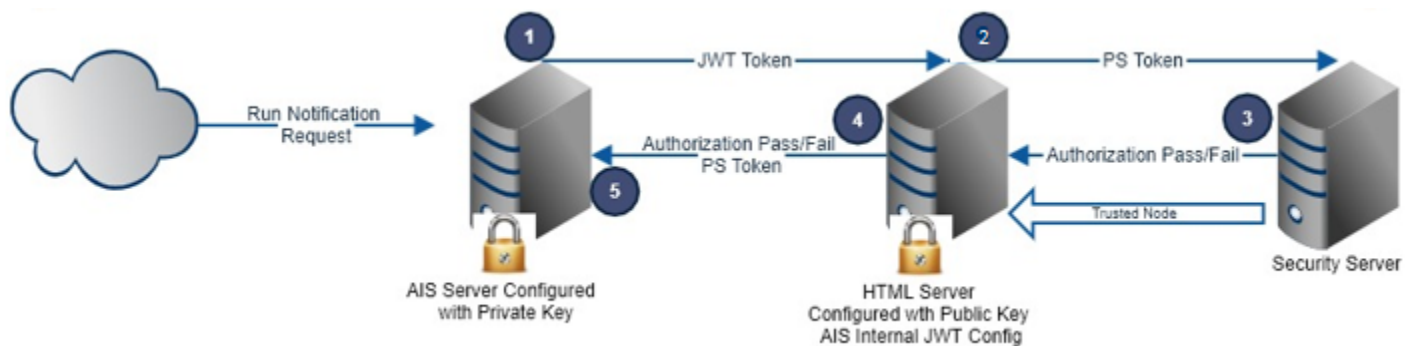 1
JWT Token
2
PS Token
Run Notification
Request
4
3
Authorization Pass/Fail
PS Token
Authorization Pass/Fail
5
Trusted Node
AIS Server Configured
with Private Key
HTML Server
Configured wth Public Key
AIS Internal JWT Config
Security Server